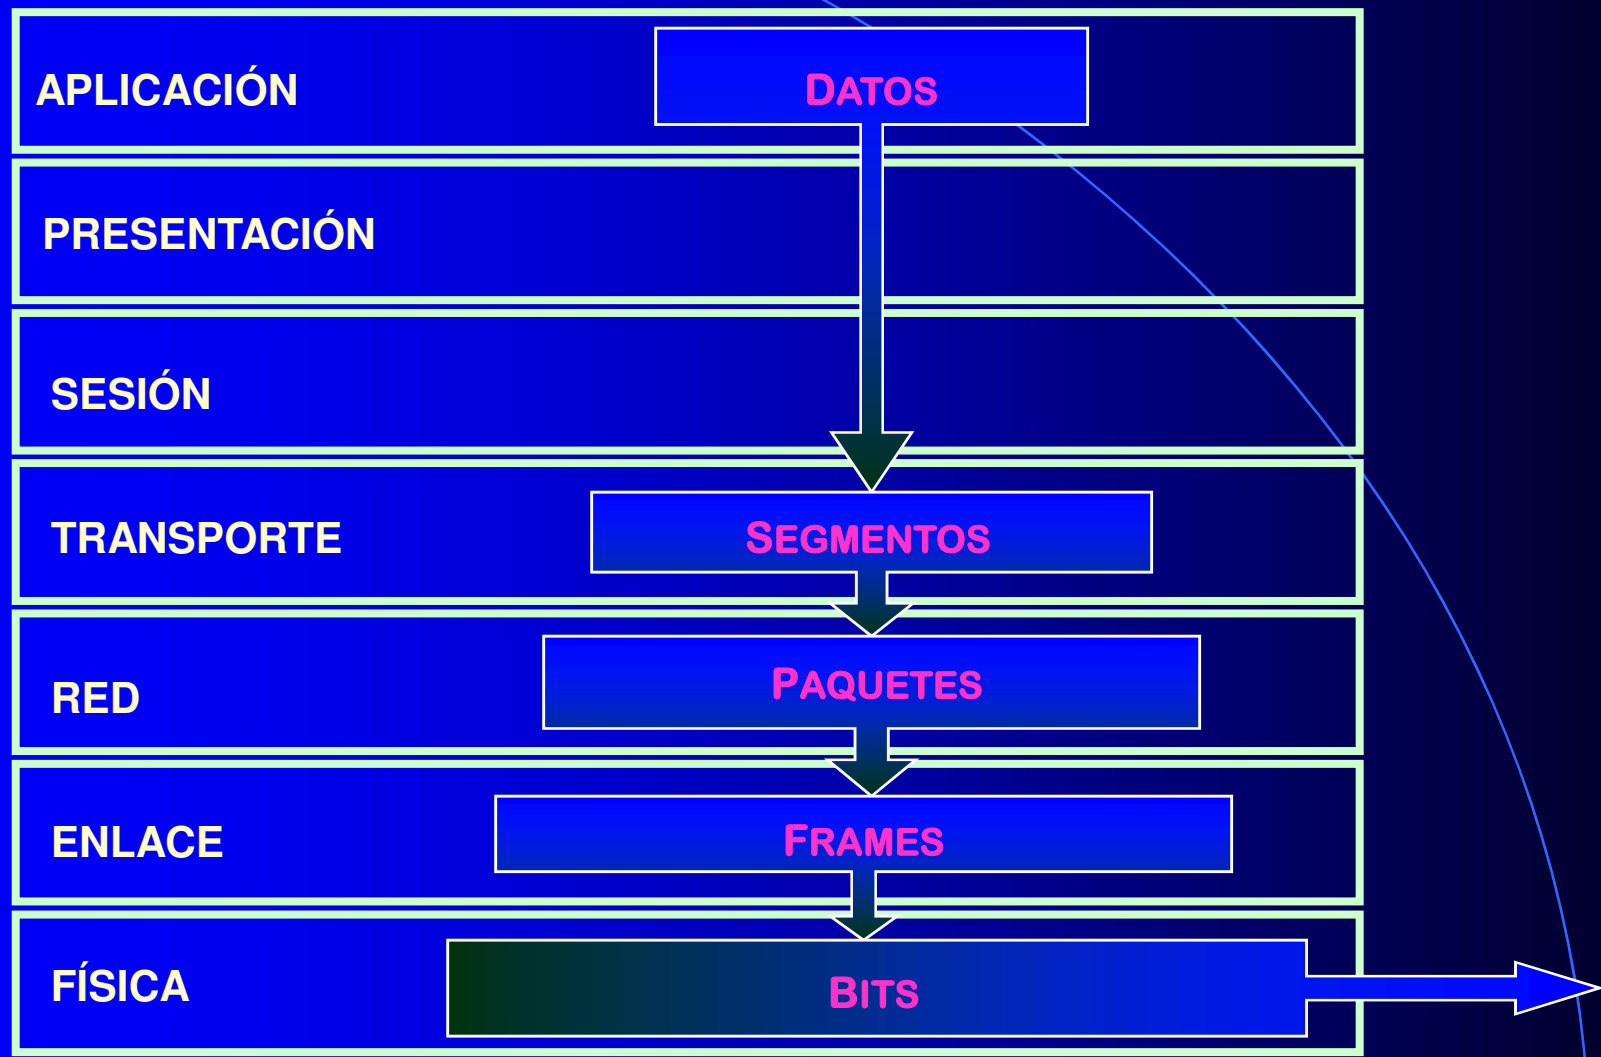 APLICACIÓN
DATOS
PRESENTACIÓN
SESIÓN
TRANSPORTE
SEGMENTOS
RED
PAQUETES
ENLACE
FRAMES
FÍSICA
BITS